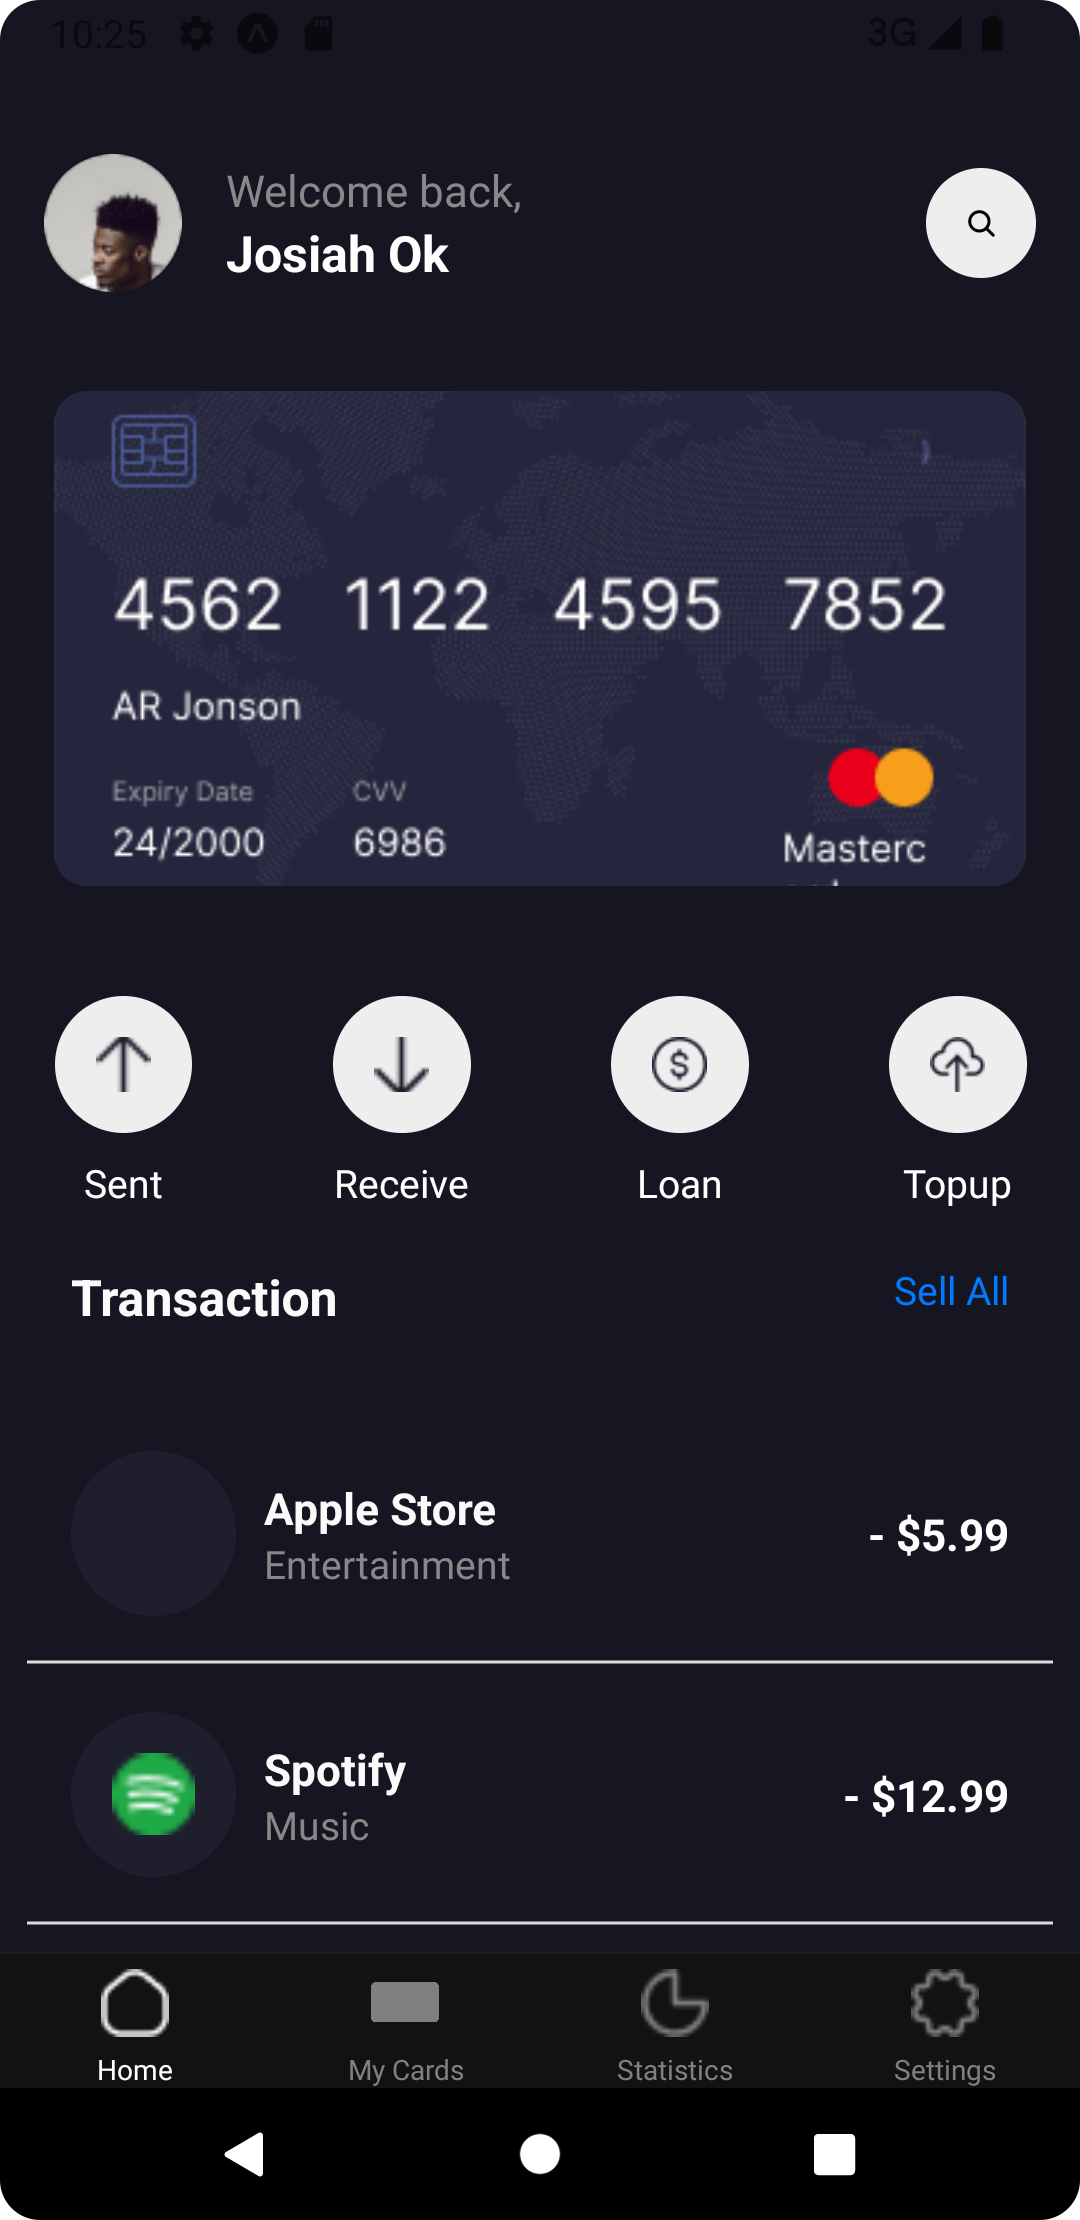 10:25
3G
Welcome back,
Josiah Ok
4562 1122 4595 7852
AR Jonson
Expiry Date CVV
24/2000 6986
Masterc
Sent Receive Loan Topup
Transaction
Sell All
Apple Store
Entertainment
- $5.99
Spotify
Music
- $12.99
Home My Cards Statistics Settings